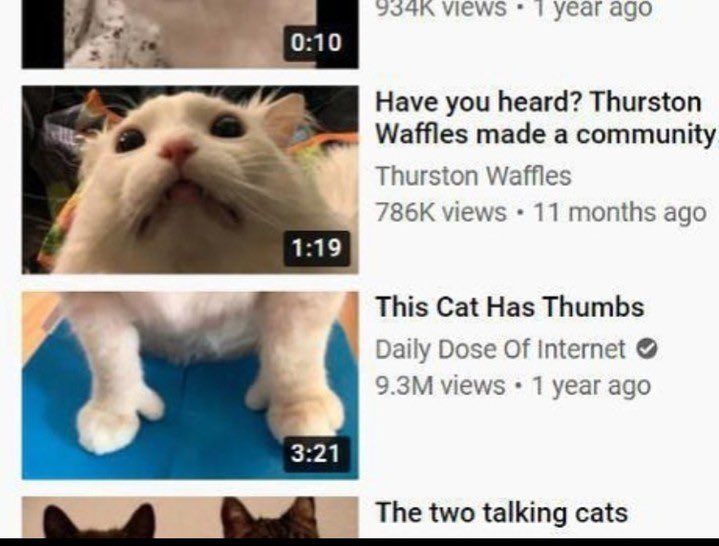 934K views • 1 year ago
0:10
Have you heard? Thurston
Waffles made a community
Thurston Waffles
786K views • 11 months ago
1:19
This Cat Has Thumbs
Daily Dose Of Internet
9.3M views • 1 year ago
3:21
The two talking cats